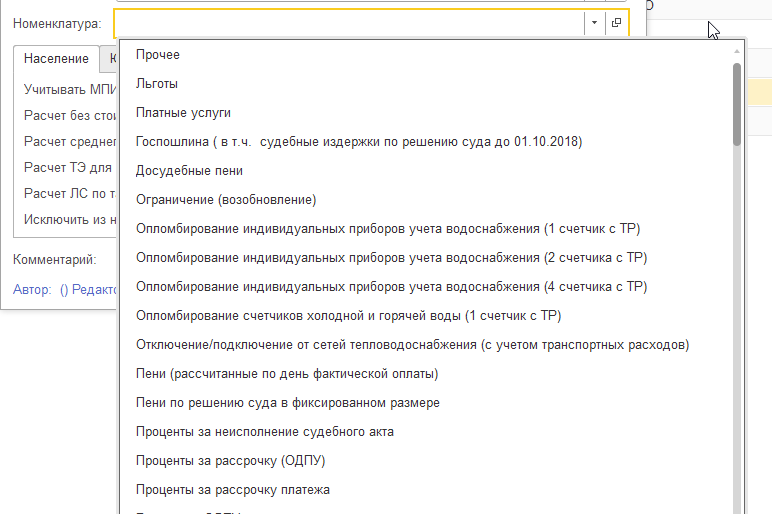 О
Номенклатура:
Население
Учитывать МПИ
Расчет без
Расчет
Расчет ТЭ для
Расчет ЛС по
Исключить из
Комментарий:
Автор: ()
Прочее
Льготы
Платные услуги
Госпошлина ( в т.ч. судебные издержки по решению суда до 01.10.2018)
Досудебные пени
Ограничение (возобновление)
Опломбирование индивидуальных приборов учета водоснабжения (1 счетчик с ТР)
Опломбирование индивидуальных приборов учета водоснабжения (2 счетчика с ТР)
Опломбирование индивидуальных приборов учета водоснабжения (4 счетчика с ТР)
Опломбирование счетчиков холодной и горячей воды (1 счетчик с ТР)
Отключение/подключение от сетей тепловодоснабжения (с учетом транспортных расходов)
Пени (рассчитанные по день фактической оплаты)
Пени по решению суда в фиксированном размере
Проценты за неисполнение судебного акта
Проценты за рассрочку (ОДПУ)
Проценты за рассрочку платежа